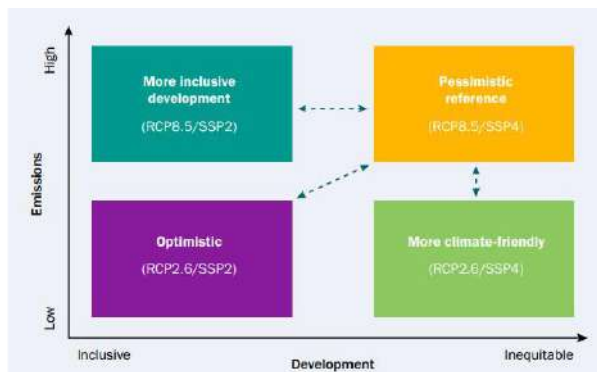 High
More inclusive
development
(RCP8.5/SSP2)
Pessimistic
reference
(RCP8.5/SSP4)
Emissions
Optimistic
(RCP2.6/SSP2)
More climate-friendly
(RCP2.6/SSP4)
Low
Inclusive
Development
Inequitable